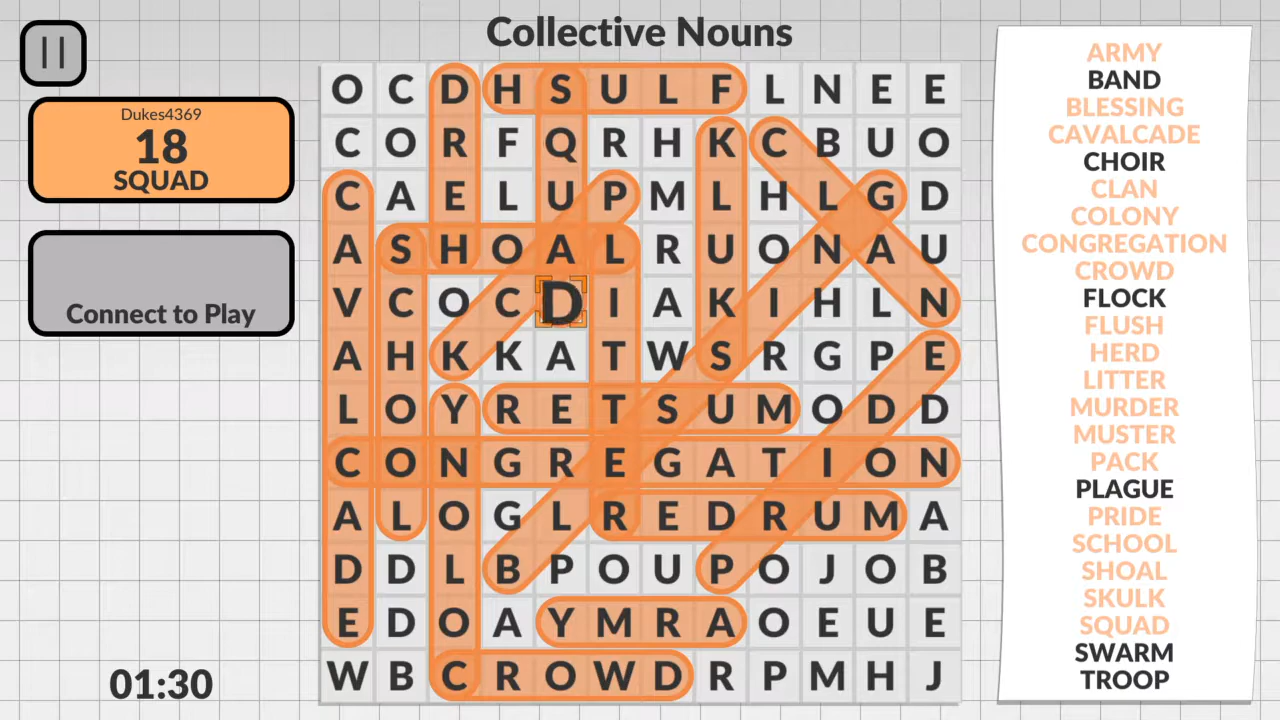 Collective Nouns
Dukes4369
18
SQUAD
Connect to Play
01:30
O C D H S U L F L N E E
C O R F Q R H K C B U O
C A E L U P M L H L G D
A S H O A L R U O N A U
V C O C D I A K I H L N
A H K K A T W S R G P E
L O Y R E T S U M O D D
C O N G R E G A T I O N
A L O G L R E D R U M A
D D L B P O U P O J O B
E D O A Y M R A O E U E
W B C R O W D R P M H J
ARMY
BAND
BLESSING
CAVALCADE
CHOIR
CLAN
COLONY
CONGREGATION
CROWD
FLOCK
FLUSH
HERD
LITTER
MURDER
MUSTER
PACK
PLAGUE
PRIDE
SCHOOL
SHOAL
SKULK
SQUAD
SWARM
TROOP